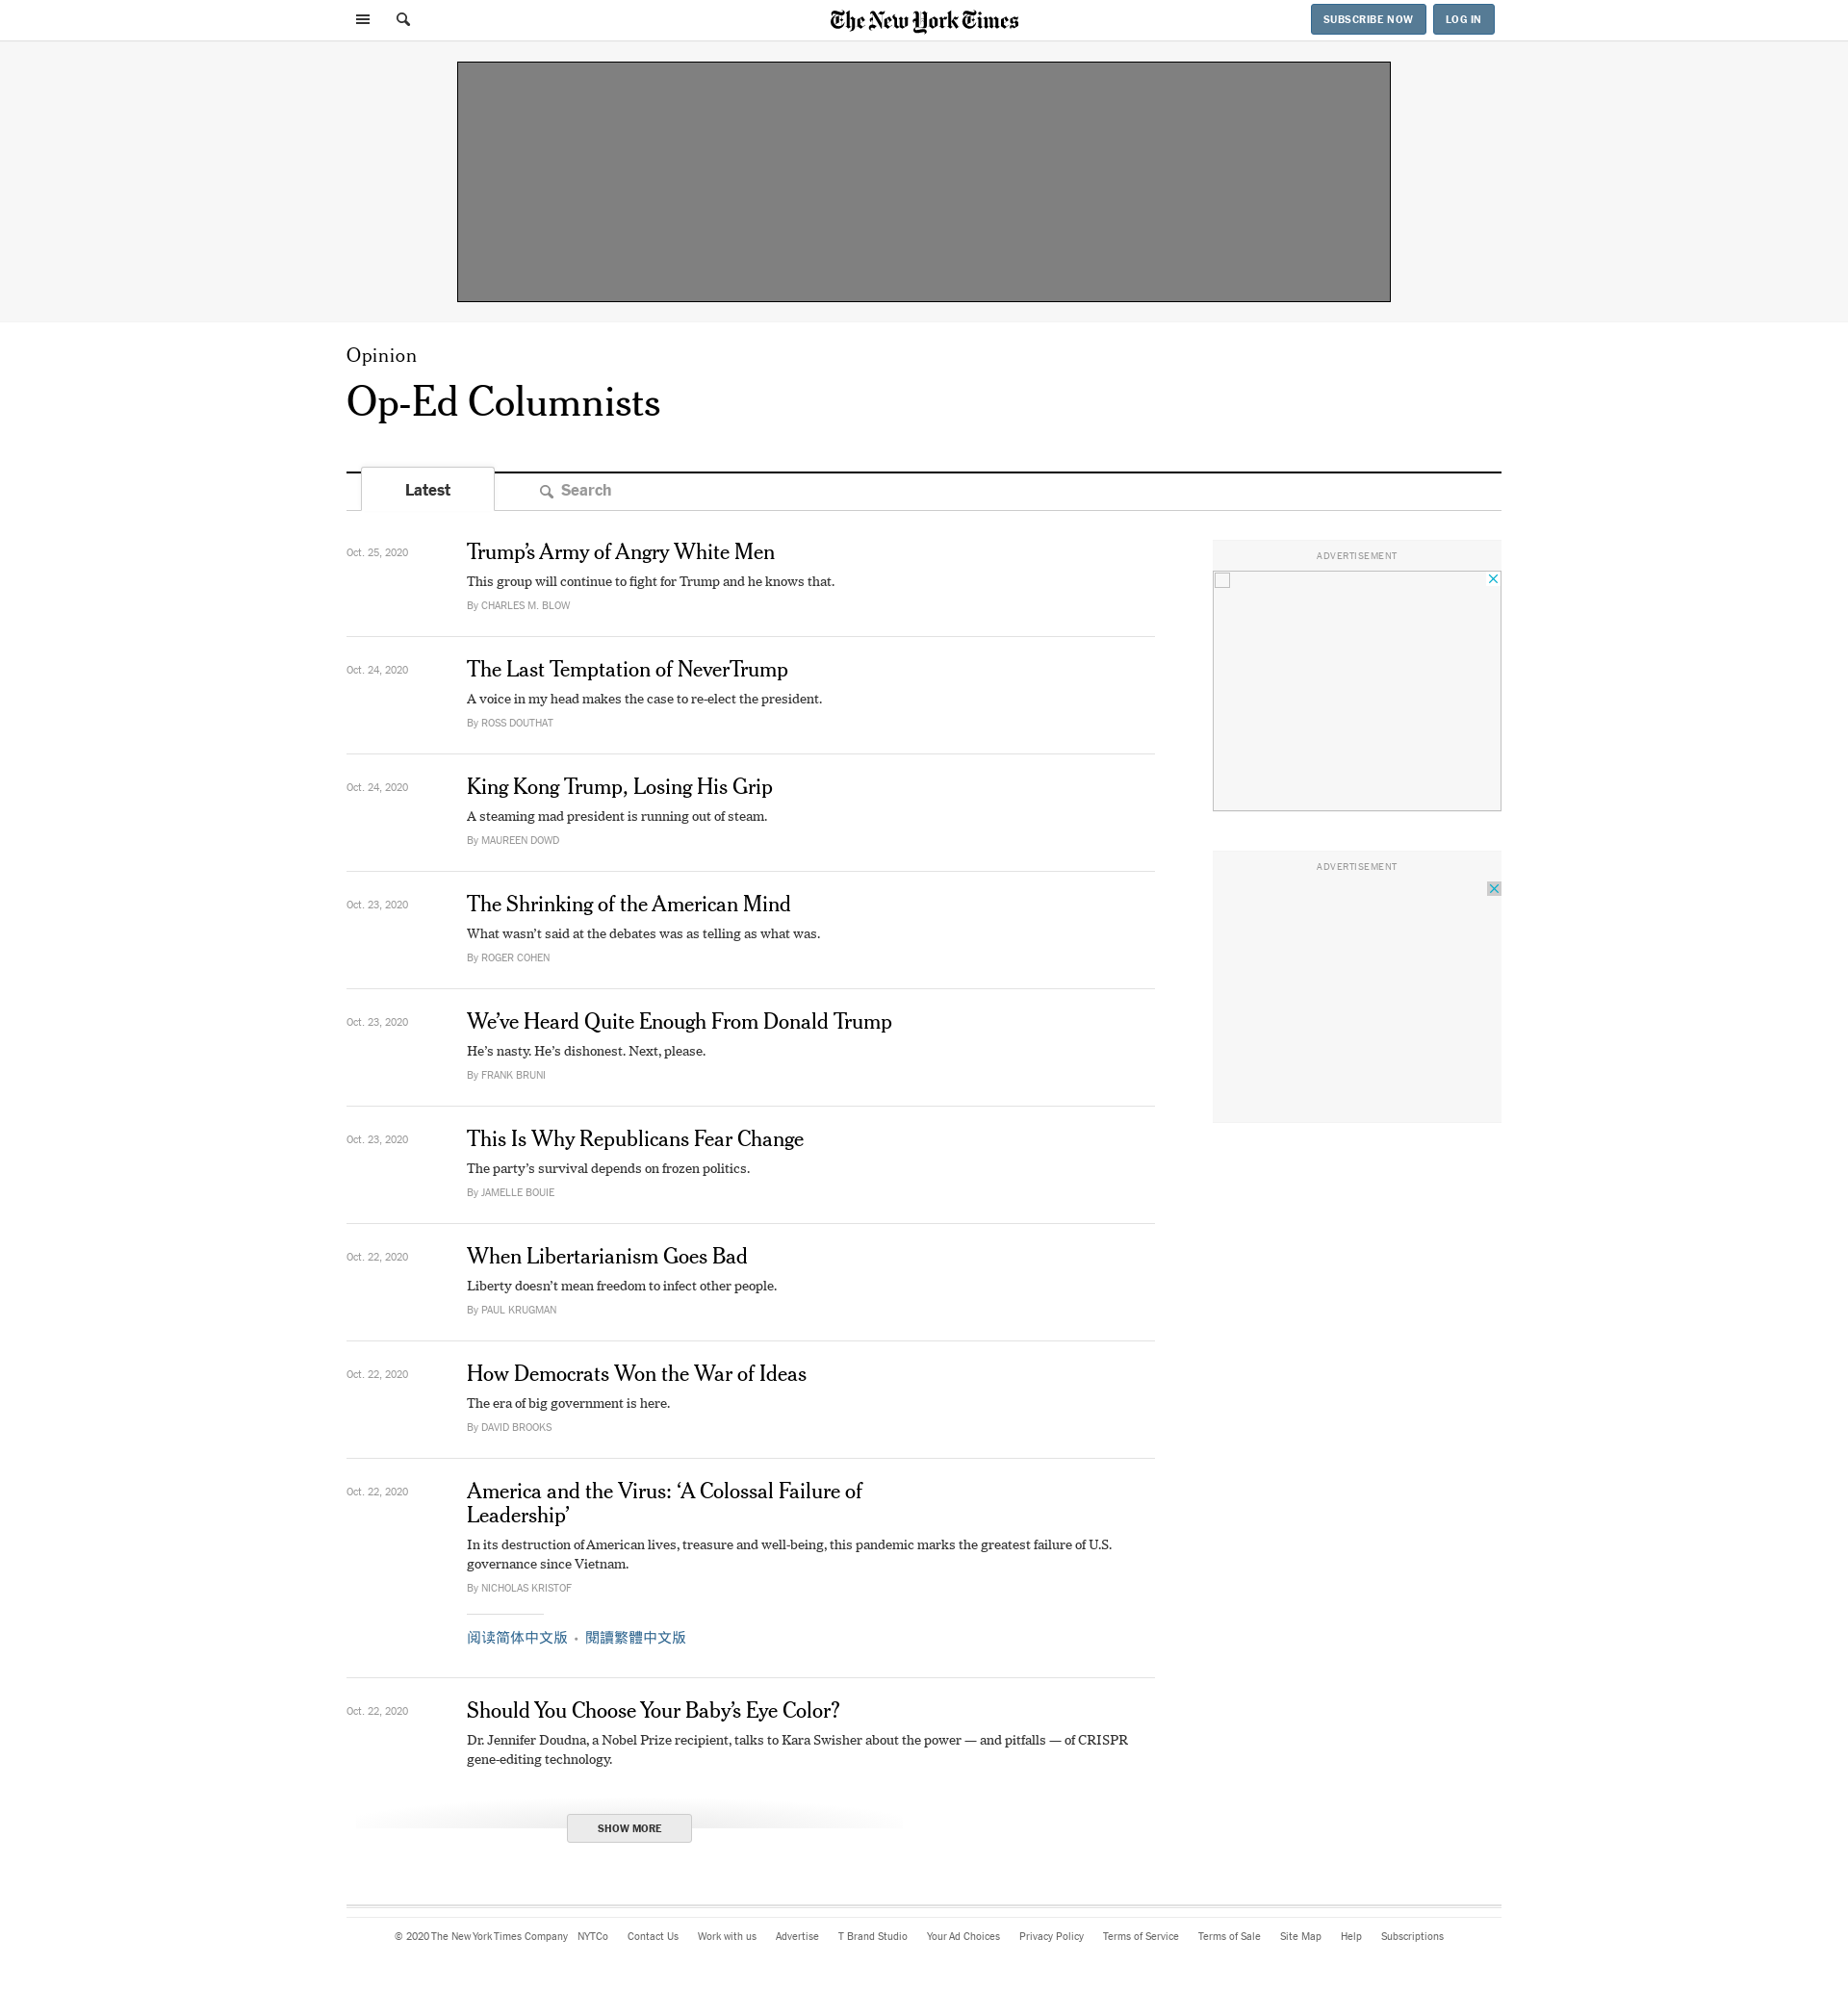 The New York Times
SUBSCRIBE NOW
LOG IN
Opinion
Op-Ed Columnists
Latest
Search
Oct. 25, 2020
Trump’s Army of Angry White Men
This group will continue to fight for Trump and he knows that.
By CHARLES M. BLOW
Oct. 24, 2020
The Last Temptation of NeverTrump
A voice in my head makes the case to re-elect the president.
By ROSS DOUTHAT
Oct. 24, 2020
King Kong Trump, Losing His Grip
A steaming mad president is running out of steam.
By MAUREEN DOWD
Oct. 23, 2020
The Shrinking of the American Mind
What wasn’t said at the debates was as telling as what was.
By ROGER COHEN
Oct. 23, 2020
We’ve Heard Quite Enough From Donald Trump
He’s nasty. He’s dishonest. Next, please.
By FRANK BRUNI
Oct. 23, 2020
This Is Why Republicans Fear Change
The party’s survival depends on frozen politics.
By JAMELLE BOUIE
Oct. 22, 2020
When Libertarianism Goes Bad
Liberty doesn’t mean freedom to infect other people.
By PAUL KRUGMAN
Oct. 22, 2020
How Democrats Won the War of Ideas
The era of big government is here.
By DAVID BROOKS
Oct. 22, 2020
America and the Virus: ‘A Colossal Failure of
Leadership’
In its destruction of American lives, treasure and well-being, this pandemic marks the greatest failure of U.S.
governance since Vietnam.
By NICHOLAS KRISTOF
阅读简体中文版 • 閱讀繁體中文版
Oct. 22, 2020
Should You Choose Your Baby’s Eye Color?
Dr. Jennifer Doudna, a Nobel Prize recipient, talks to Kara Swisher about the power — and pitfalls — of CRISPR
gene-editing technology.
SHOW MORE
ADVERTISEMENT
ADVERTISEMENT
© 2020 The New York Times Company NYTCo Contact Us Work with us Advertise T Brand Studio Your Ad Choices Privacy Policy Terms of Service Terms of Sale Site Map Help Subscriptions